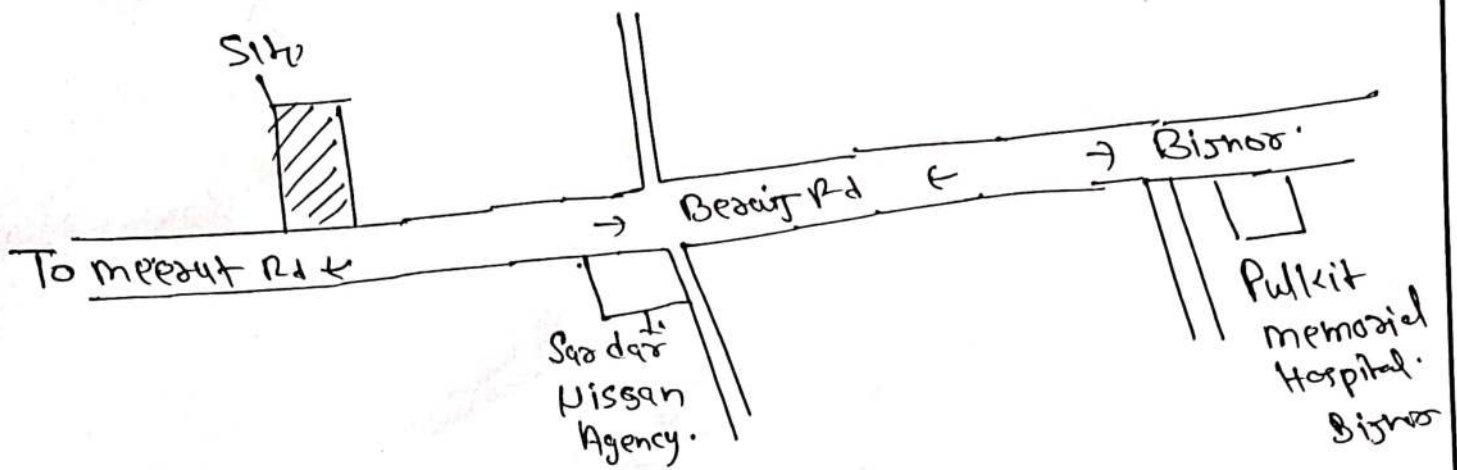 Site
Bijnor.
→ Beraij Rd ←
To meerut Rd ←
Sardar
Nissan
Agency.
Pulkit
memorial
Hospital.
Bijnor